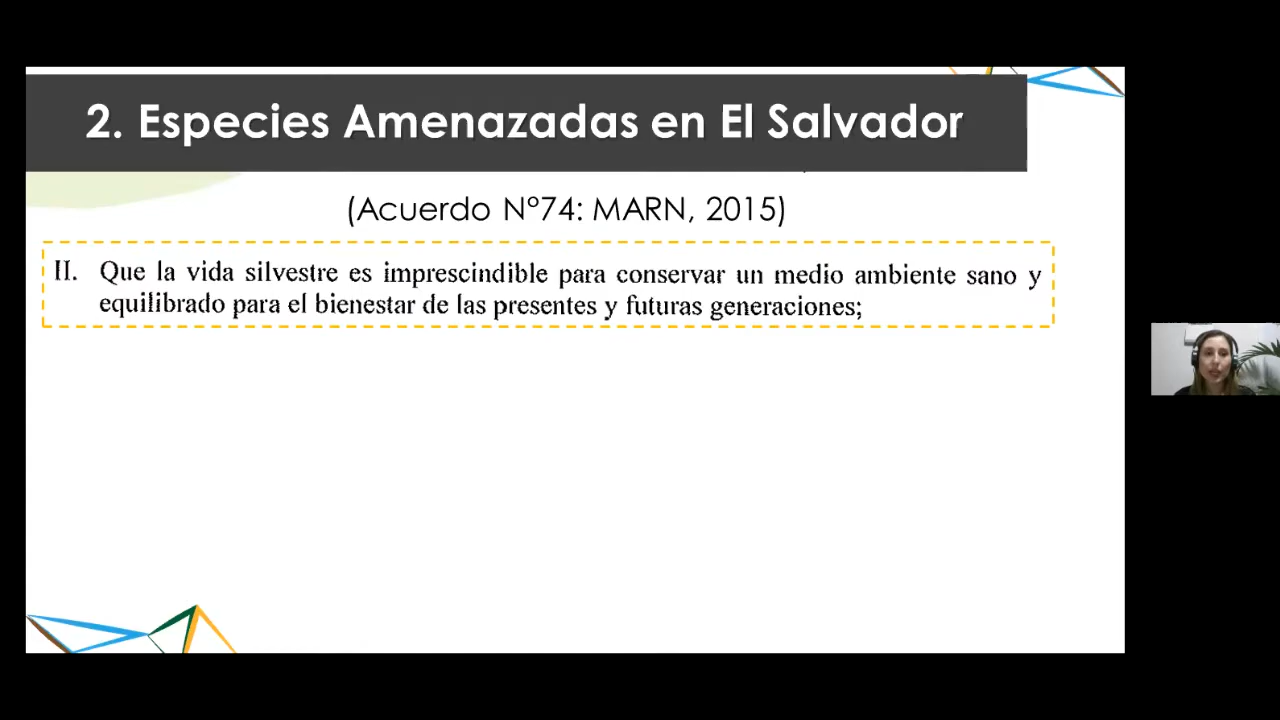 2. Especies Amenazadas en El Salvador
(Acuerdo N°74: MARN, 2015)
II. Que la vida silvestre es imprescindible para conservar un medio ambiente sano y
equilibrado para el bienestar de las presentes y futuras generaciones;